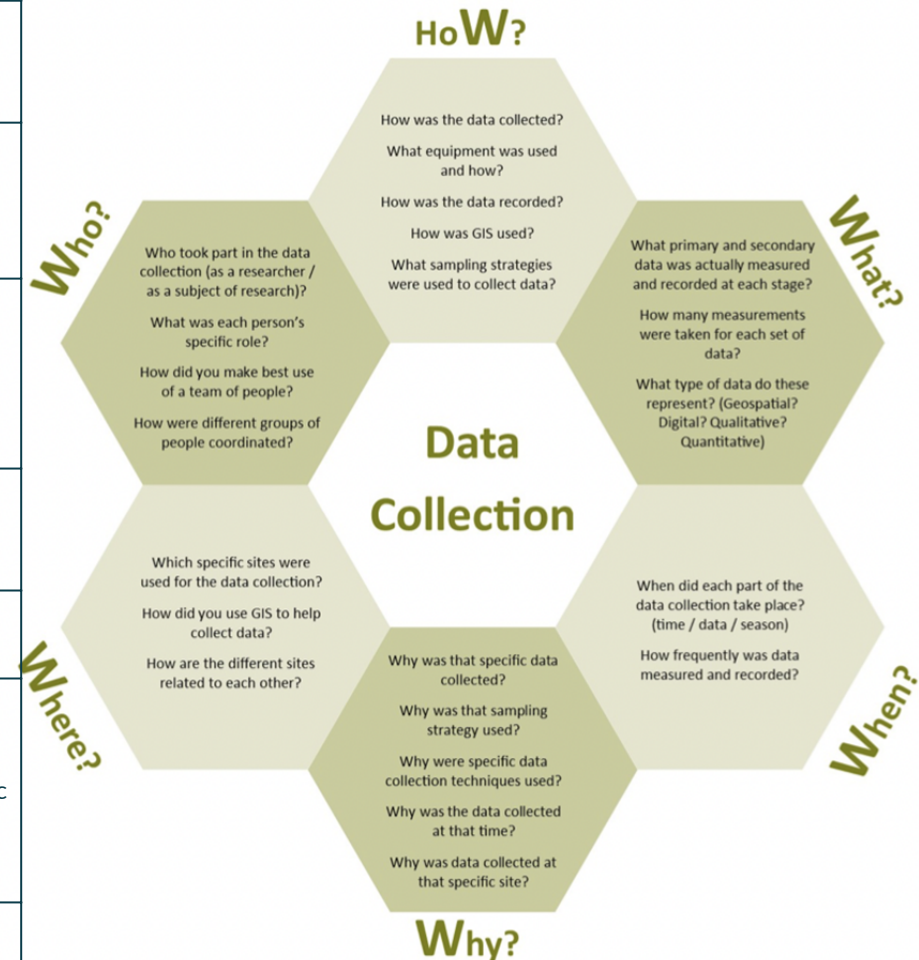 HoW?
How was the data collected?
What equipment was used
and how?
How was the data recorded?
How was GIS used?
What sampling strategies
were used to collect data?
Who?
Who took part in the data
collection (as a researcher /
as a subject of research)?
What was each person's
specific role?
How did you make best use
of a team of people?
How were different groups of
people coordinated?
What?
What primary and secondary
data was actually measured
and recorded at each stage?
How many measurements
were taken for each set of
data?
What type of data do these
represent? (Geospatial?
Digital? Qualitative?
Quantitative)
Data
Collection
Where?
Which specific sites were
used for the data collection?
How did you use GIS to help
collect data?
How are the different sites
related to each other?
When?
When did each part of the
data collection take place?
(time / data / season)
How frequently was data
measured and recorded?
Why was that specific data
collected?
Why was that sampling
strategy used?
Why were specific data
collection techniques used?
Why was the data collected
at that time?
Why was data collected at
that specific site?
Why?
c